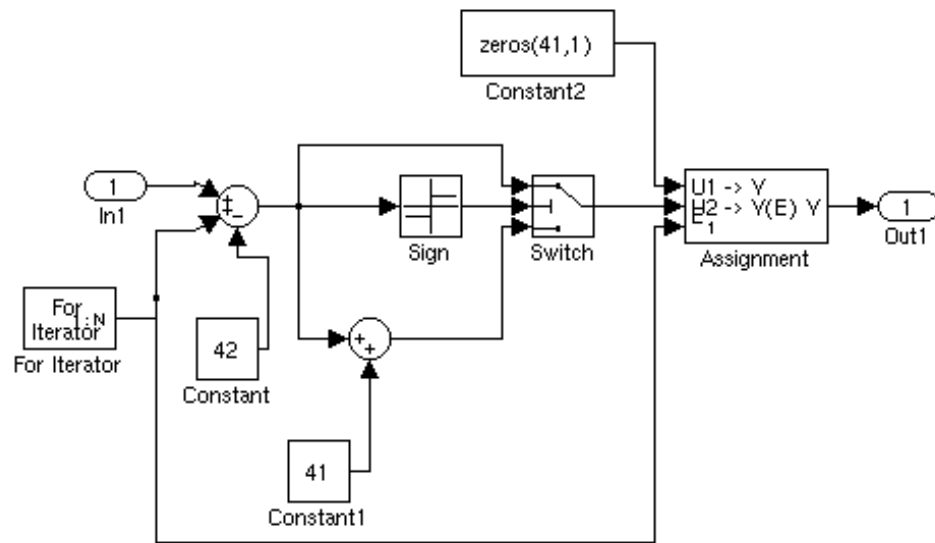 zeros(41,1)
Constant2
1
In1
+
+
-
Sign
Switch
U1 -> Y
U2 -> Y(E) Y
E1
Assignment
1
Out1
For
Iterator
1 : N
For Iterator
42
Constant
+
+
41
Constant1